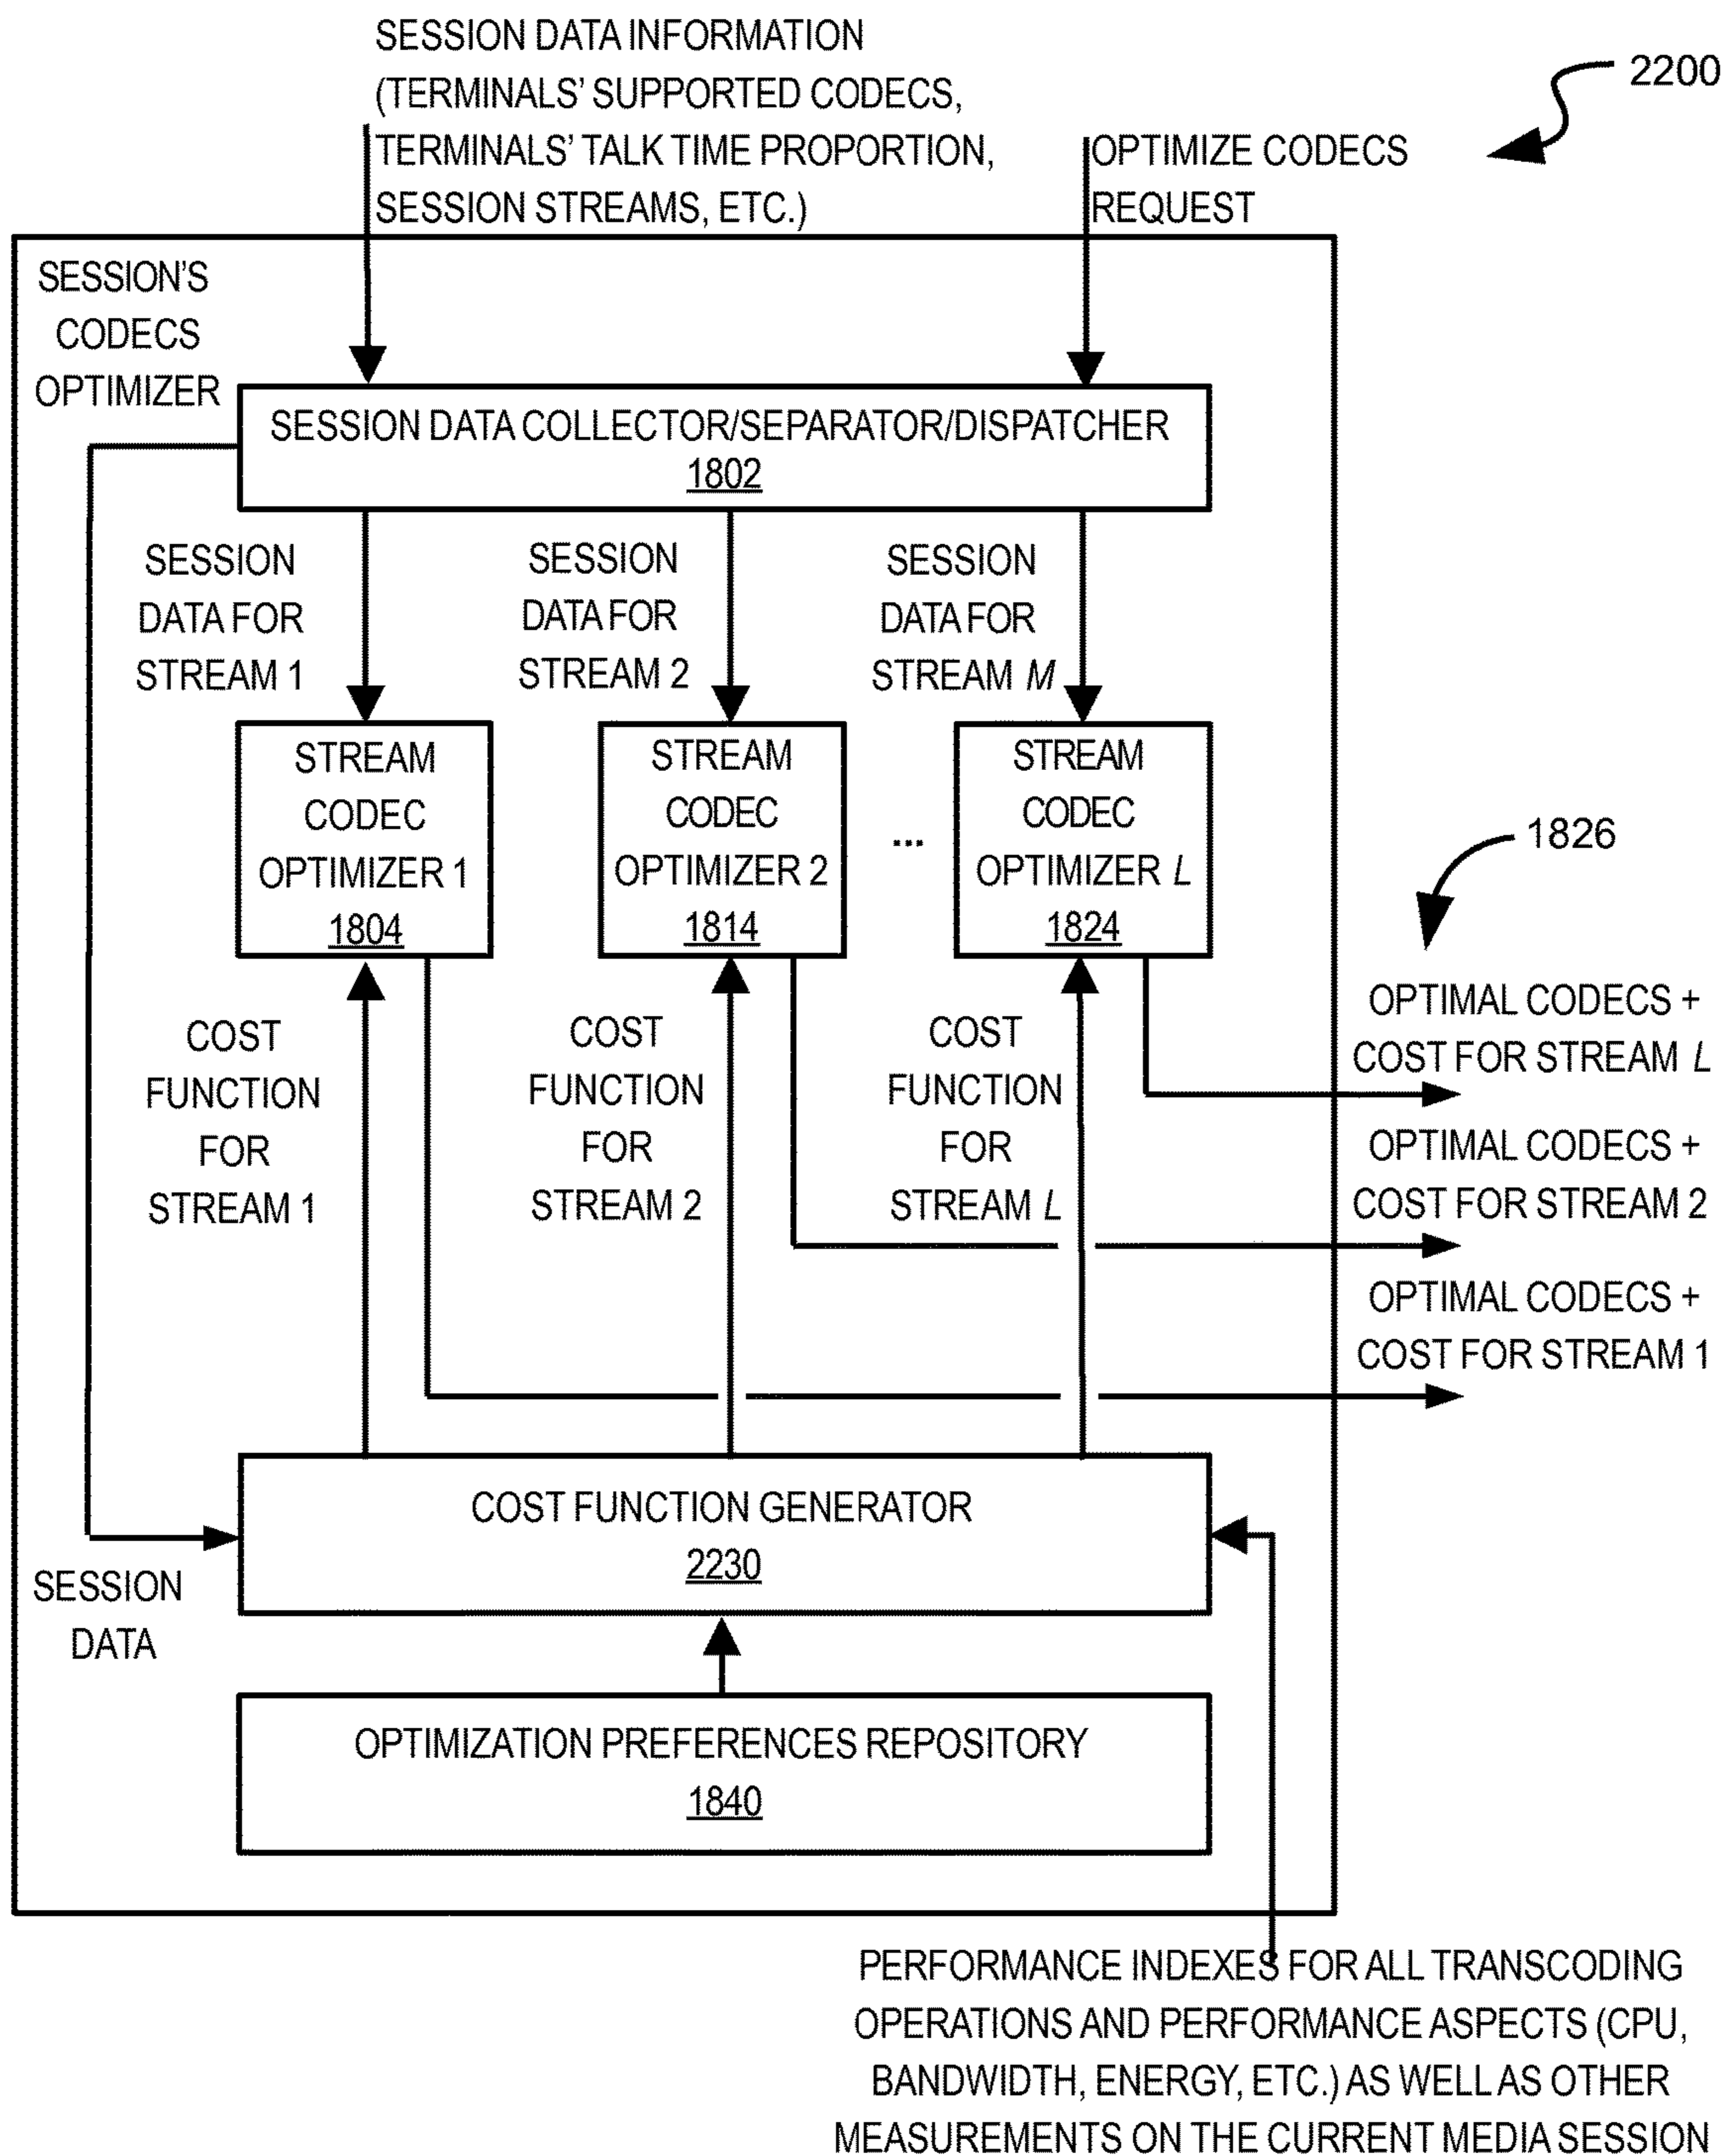 SESSION DATA INFORMATION
(TERMINALS' SUPPORTED CODECS,
TERMINALS' TALK TIME PROPORTION,
SESSION STREAMS, ETC.)
OPTIMIZE CODECS
REQUEST
2200
SESSION'S
CODECS
OPTIMIZER
SESSION DATA COLLECTOR/SEPARATOR/DISPATCHER
1802
SESSION
DATA FOR
STREAM 1
SESSION
DATA FOR
STREAM 2
SESSION
DATA FOR
STREAM M
STREAM
CODEC
OPTIMIZER 1
1804
STREAM
CODEC
OPTIMIZER 2
1814
...
STREAM
CODEC
OPTIMIZER L
1824
1826
COST
FUNCTION
FOR
STREAM 1
COST
FUNCTION
FOR
STREAM 2
COST
FUNCTION
FOR
STREAM L
OPTIMAL CODECS +
COST FOR STREAM L
OPTIMAL CODECS +
COST FOR STREAM 2
OPTIMAL CODECS +
COST FOR STREAM 1
COST FUNCTION GENERATOR
2230
SESSION
DATA
OPTIMIZATION PREFERENCES REPOSITORY
1840
PERFORMANCE INDEXES FOR ALL TRANSCODING
OPERATIONS AND PERFORMANCE ASPECTS (CPU,
BANDWIDTH, ENERGY, ETC.) AS WELL AS OTHER
MEASUREMENTS ON THE CURRENT MEDIA SESSION